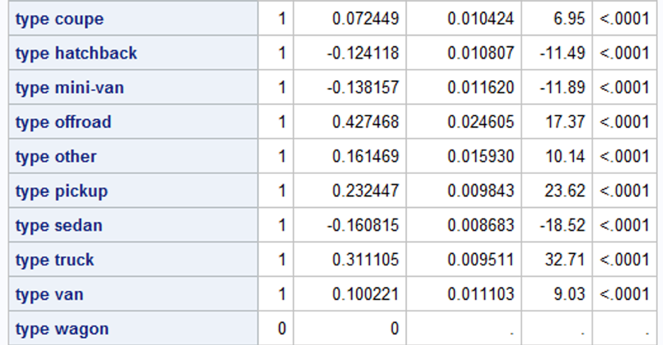 type coupe 1 0.072449 0.010424 6.95 <.0001
type hatchback 1 -0.124118 0.010807 -11.49 <.0001
type mini-van 1 -0.138157 0.011620 -11.89 <.0001
type offroad 1 0.427468 0.024605 17.37 <.0001
type other 1 0.161469 0.015930 10.14 <.0001
type pickup 1 0.232447 0.009843 23.62 <.0001
type sedan 1 -0.160815 0.008683 -18.52 <.0001
type truck 1 0.311105 0.009511 32.71 <.0001
type van 1 0.100221 0.011103 9.03 <.0001
type wagon 0 0 . . .